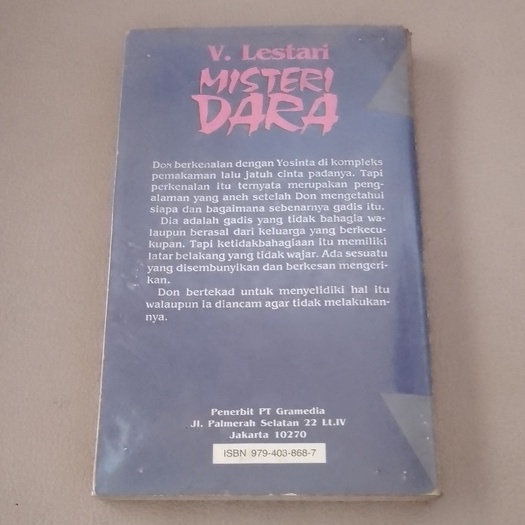 V. Lestari
MISTERI
DARA
Don berkenalan dengan Yosinta di kompleks
pemakaman lalu jatuh cinta padanya. Tapi
perkenalan itu ternyata merupakan peng-
alaman yang aneh setelah Don mengetahui
siapa dan bagaimana sebenarnya gadis itu.
Dia adalah gadis yang tidak bahagia wa-
laupun berasal dari keluarga yang berkecu-
kupan. Tapi ketidakbahagiaan itu memiliki
latar belakang yang tidak wajar. Ada sesuatu
yang disembunyikan dan berkesan mengeri-
kan.
Don bertekad untuk menyelidiki hal itu
walaupun ia diancam agar tidak melakukan-
nya.
Penerbit PT Gramedia
Jl. Palmerah Selatan 22 Lt.IV
Jakarta 10270
ISBN 979-403-868-7